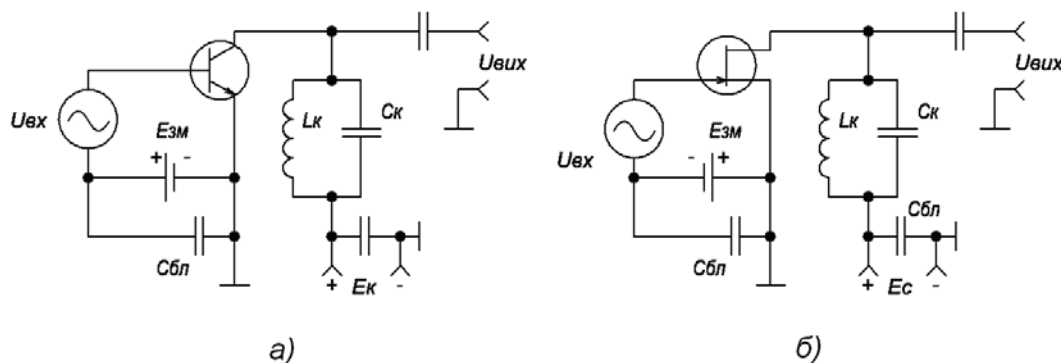 Uвх
Eзм
+ -
Cбл
Lк
Cк
Uвих
+ Eк -
а)
Uвх
Eзм
- +
Cбл
Lк
Cк
Cбл
Uвих
+ Ec -
б)